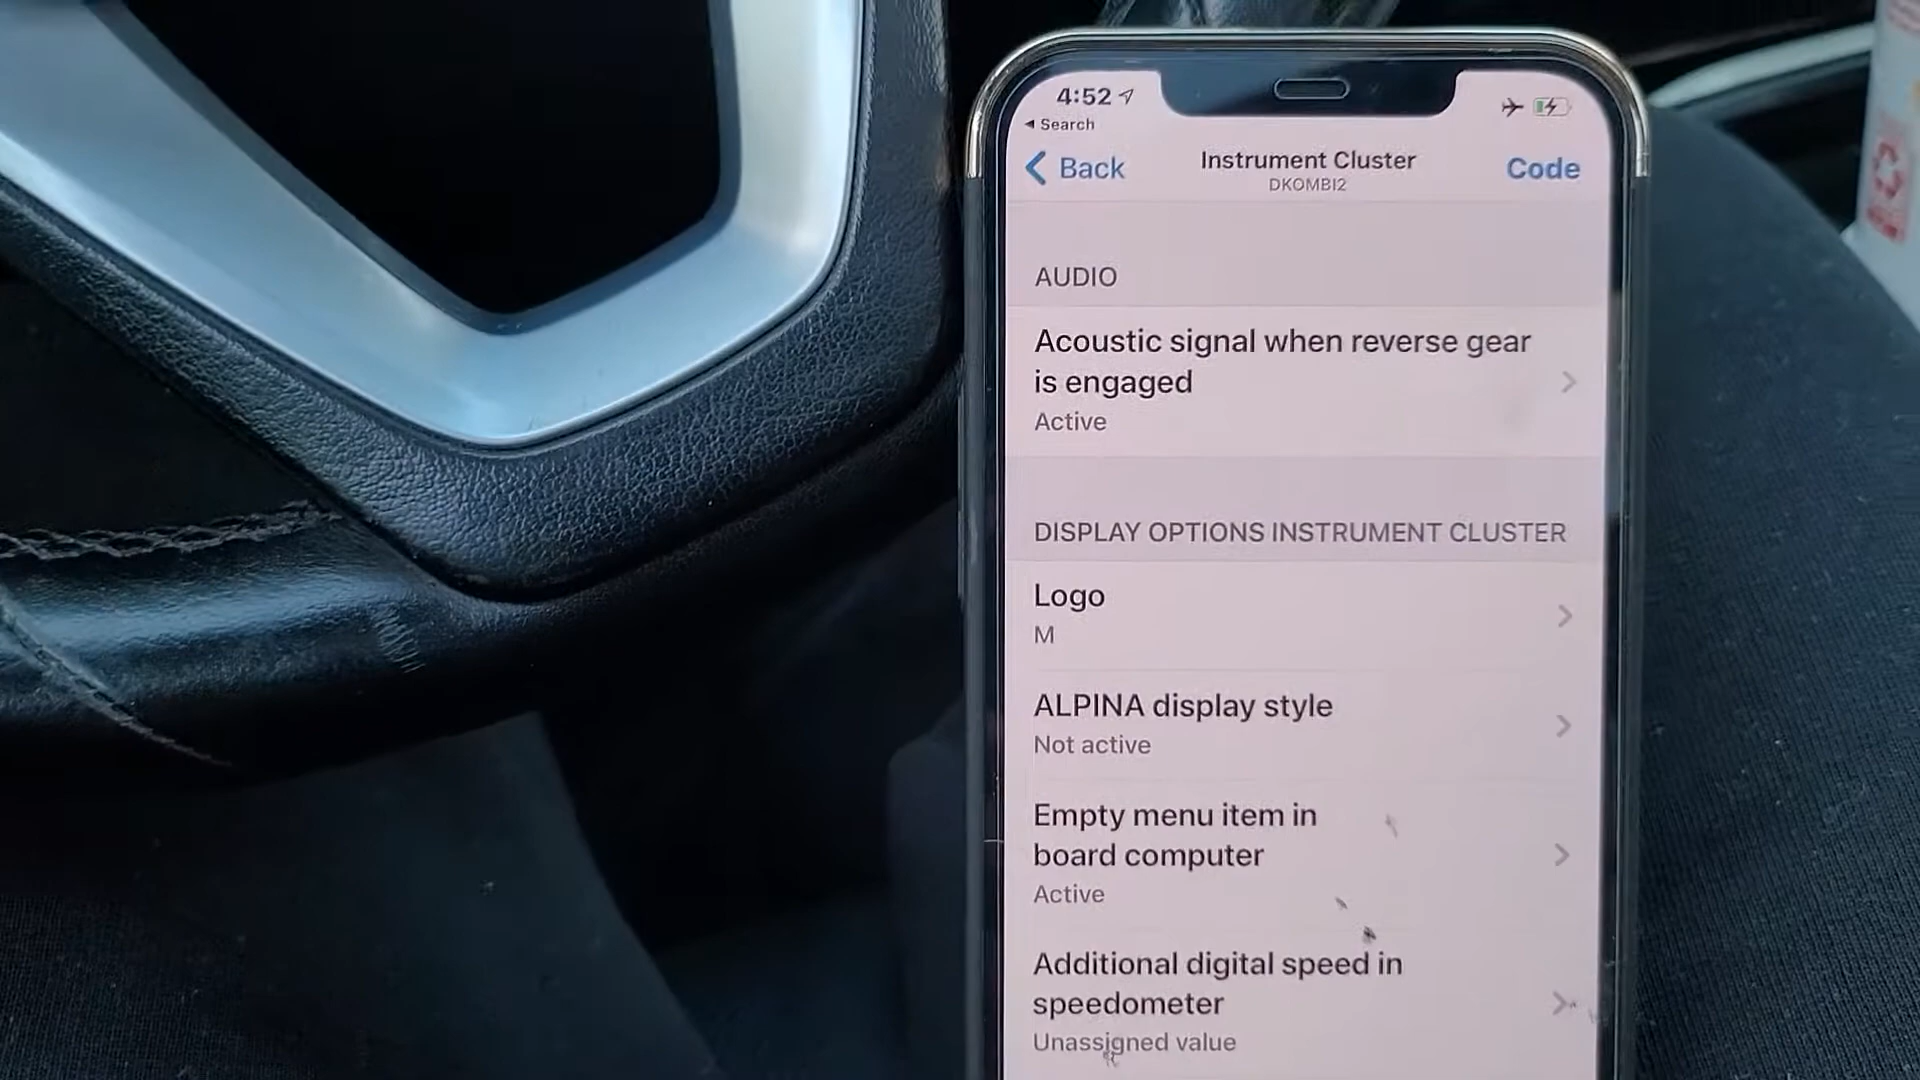 4:52
Search
Back
Instrument Cluster
Code
DKOMBI2
AUDIO
Acoustic signal when reverse gear
is engaged
Active
DISPLAY OPTIONS INSTRUMENT CLUSTER
Logo
M
ALPINA display style
Not active
Empty menu item in
board computer
Active
Additional digital speed in
speedometer
Unassigned value